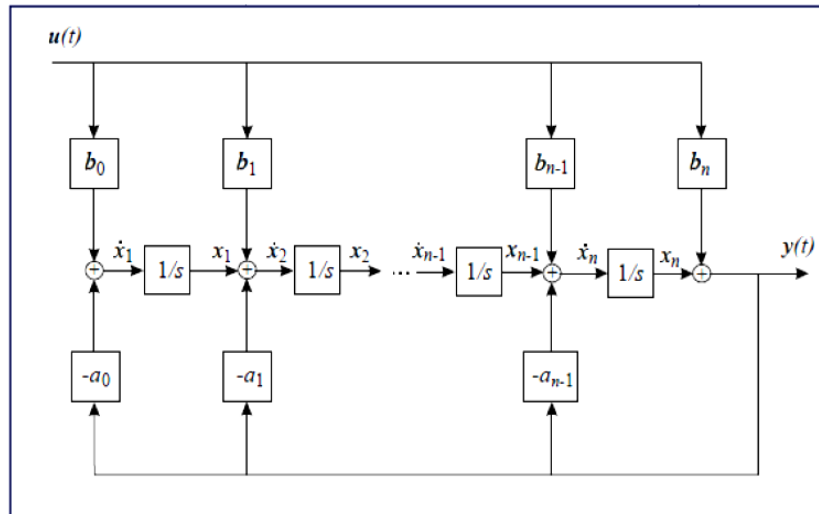 u(t)
b₀ b₁ bₙ₋₁ bₙ
ẋ₁ 1/s x₁ ẋ₂ 1/s x₂ ... ẋₙ₋₁ 1/s xₙ₋₁ ẋₙ 1/s xₙ y(t)
-a₀ -a₁ -aₙ₋₁